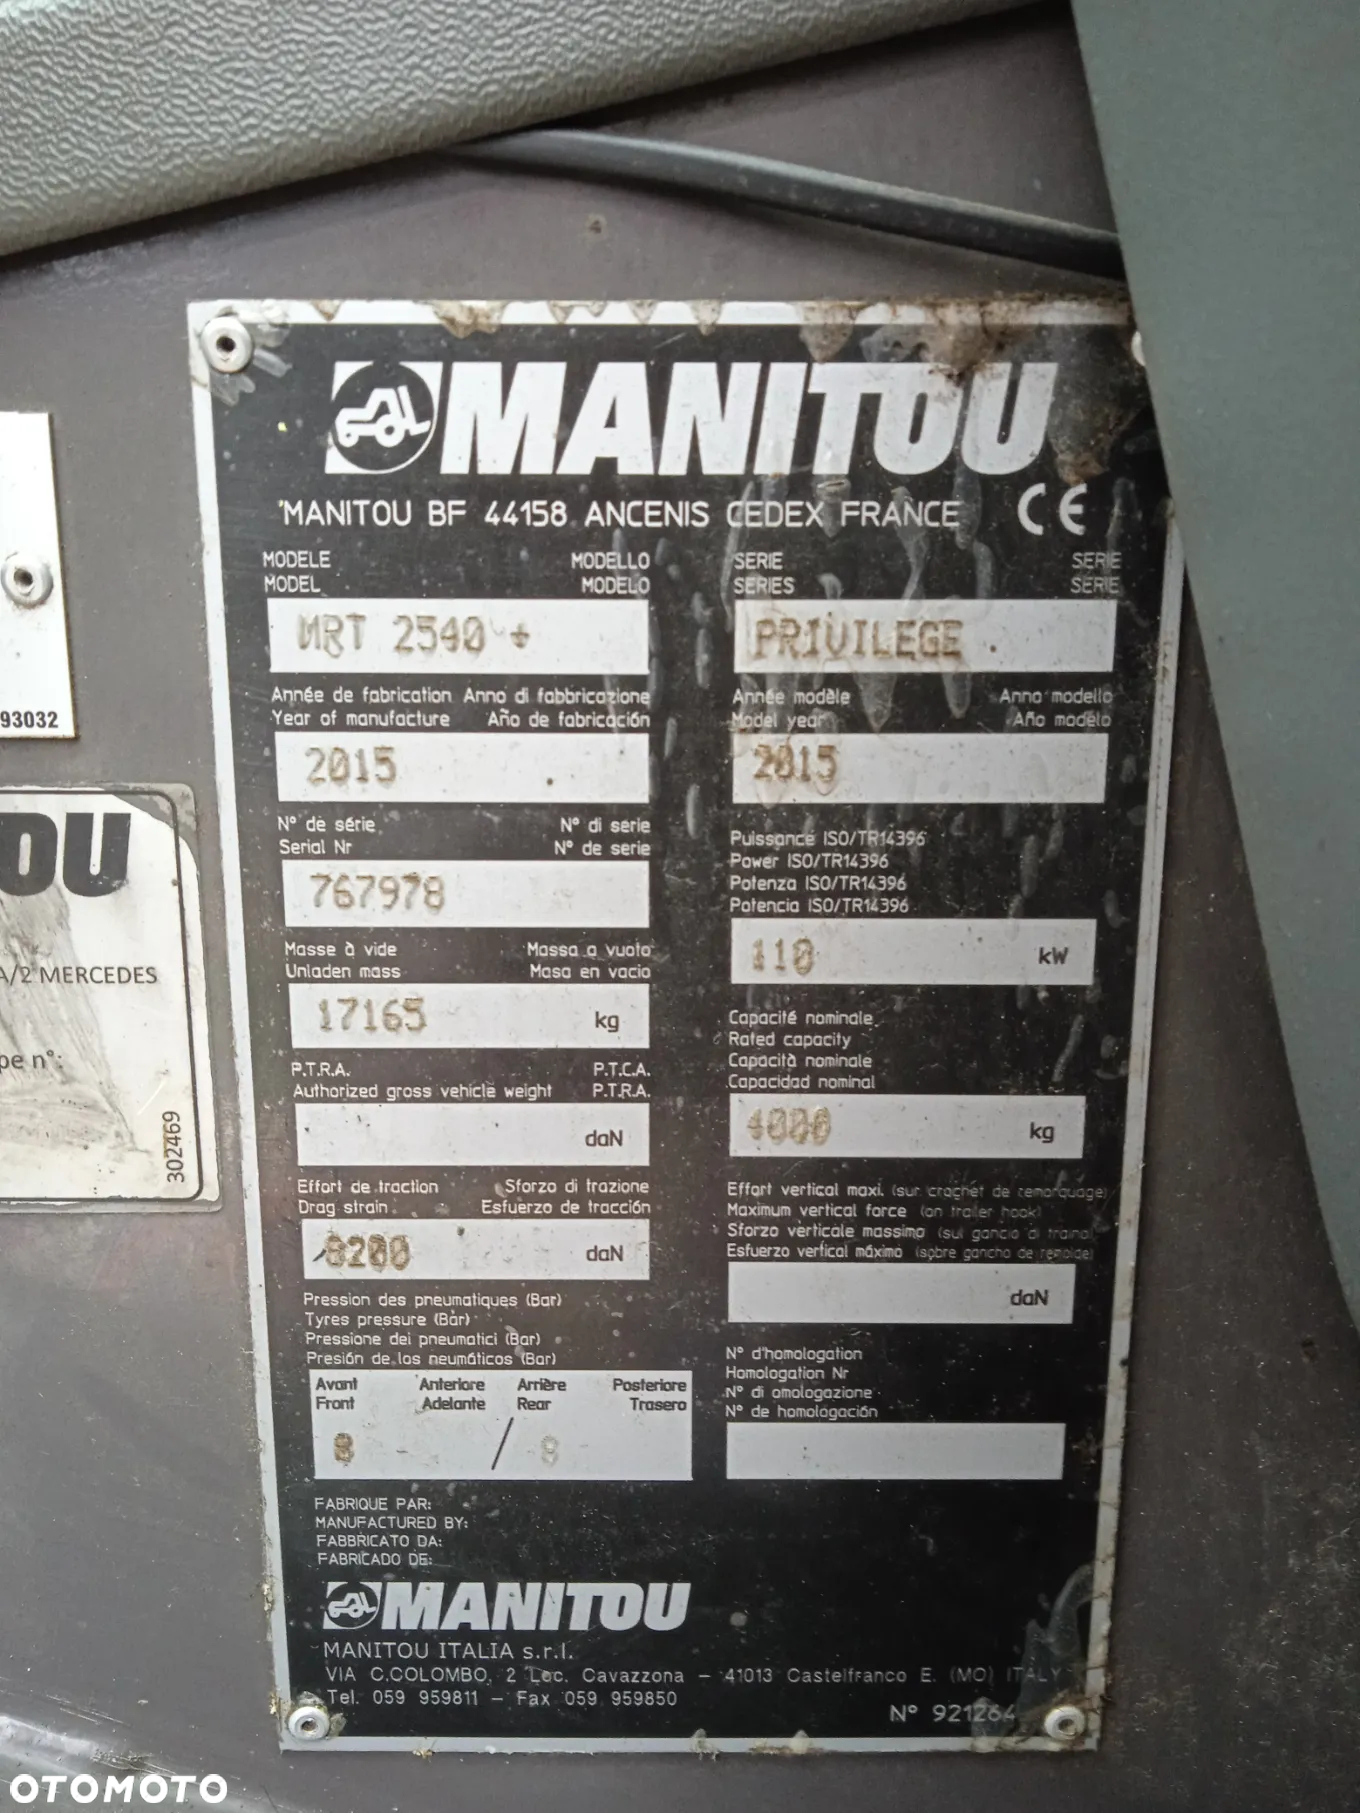 MANITOU
MANITOU BF 44158 ANCENIS CEDEX FRANCE CE
MODELE MODELLO
MODEL MODELO
MRT 2540 +
SERIE SERIE
SERIES SERIE
PRIVILEGE
Année de fabrication Anno di fabbricazione
Year of manufacture Año de fabricación
2015
Année modèle Anno modello
Model year Año modelo
2015
N° de série N° di serie
Serial Nr N° de serie
767978
Puissance ISO/TR14396
Power ISO/TR14396
Potenza ISO/TR14396
Potencia ISO/TR14396
110 kW
Masse à vide Massa a vuoto
Unladen mass Masa en vacio
17165 kg
Capacité nominale
Rated capacity
Capacità nominale
Capacidad nominal
4000 kg
P.T.R.A. P.T.C.A.
Authorized gross vehicle weight P.T.R.A.
daN
Effort de traction Sforzo di trazione
Drag strain Esfuerzo de tracción
8200 daN
Effort vertical maxi. (sur crochet de remorquage)
Maximum vertical force (on trailer hook)
Sforzo verticale massimo (sul gancio di traino)
Esfuerzo vertical máximo (sobre gancho de remolde)
daN
Pression des pneumatiques (Bar)
Tyres pressure (Bar)
Pressione dei pneumatici (Bar)
Presión de los neumáticos (Bar)
Avant Anteriore Arrière Posteriore
Front Adelante Rear Trasero
8 / 8
N° d'homologation
Homologation Nr
N° di omologazione
N° de homologación
FABRIQUE PAR:
MANUFACTURED BY:
FABBRICATO DA:
FABRICADO DE:
MANITOU
MANITOU ITALIA s.r.l.
VIA C.COLOMBO, 2 Loc. Cavazzona - 41013 Castelfranco E. (MO) ITALY
Tel. 059 959811 - Fax 059 959850
N° 921264
93032
OU
A/2 MERCEDES
pe n°:
302469
OTOMOTO